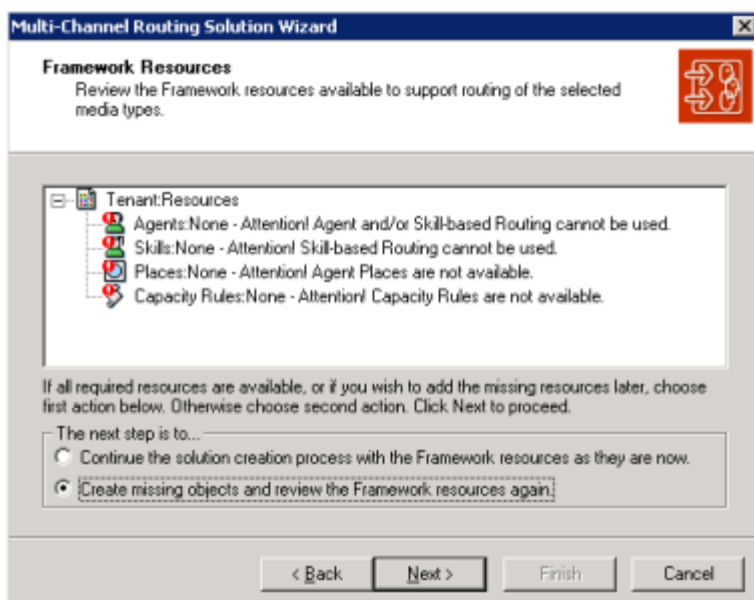 Multi-Channel Routing Solution Wizard
Framework Resources
Review the Framework resources available to support routing of the selected
media types.
Tenant:Resources
Agents:None - Attention! Agent and/or Skill-based Routing cannot be used.
Skills:None - Attention! Skill-based Routing cannot be used.
Places:None - Attention! Agent Places are not available.
Capacity Rules:None - Attention! Capacity Rules are not available.
If all required resources are available, or if you wish to add the missing resources later, choose
first action below. Otherwise choose second action. Click Next to proceed.
The next step is to...
Continue the solution creation process with the Framework resources as they are now.
Create missing objects and review the Framework resources again.
< Back Next > Finish Cancel